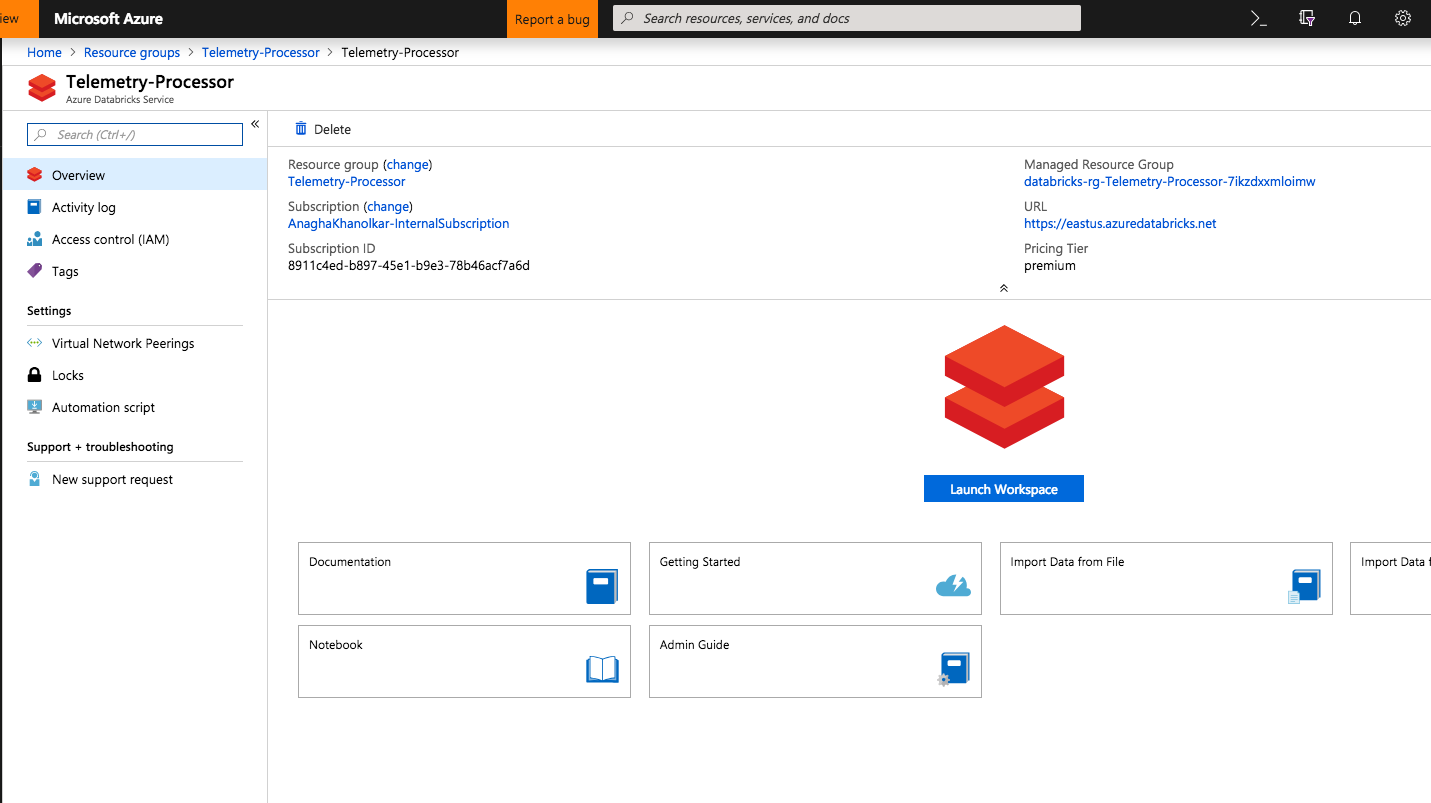 iew
Microsoft Azure
Report a bug
Search resources, services, and docs
Home > Resource groups > Telemetry-Processor > Telemetry-Processor
Telemetry-Processor
Azure Databricks Service
Search (Ctrl+/)
Overview
Activity log
Access control (IAM)
Tags
Settings
Virtual Network Peerings
Locks
Automation script
Support + troubleshooting
New support request
Delete
Resource group (change)
Telemetry-Processor
Subscription (change)
AnaghaKhanolkar-InternalSubscription
Subscription ID
8911c4ed-b897-45e1-b9e3-78b46acf7a6d
Managed Resource Group
databricks-rg-Telemetry-Processor-7ikzdxxmloimw
URL
https://eastus.azuredatabricks.net
Pricing Tier
premium
Launch Workspace
Documentation
Getting Started
Import Data from File
Import Data f
Notebook
Admin Guide